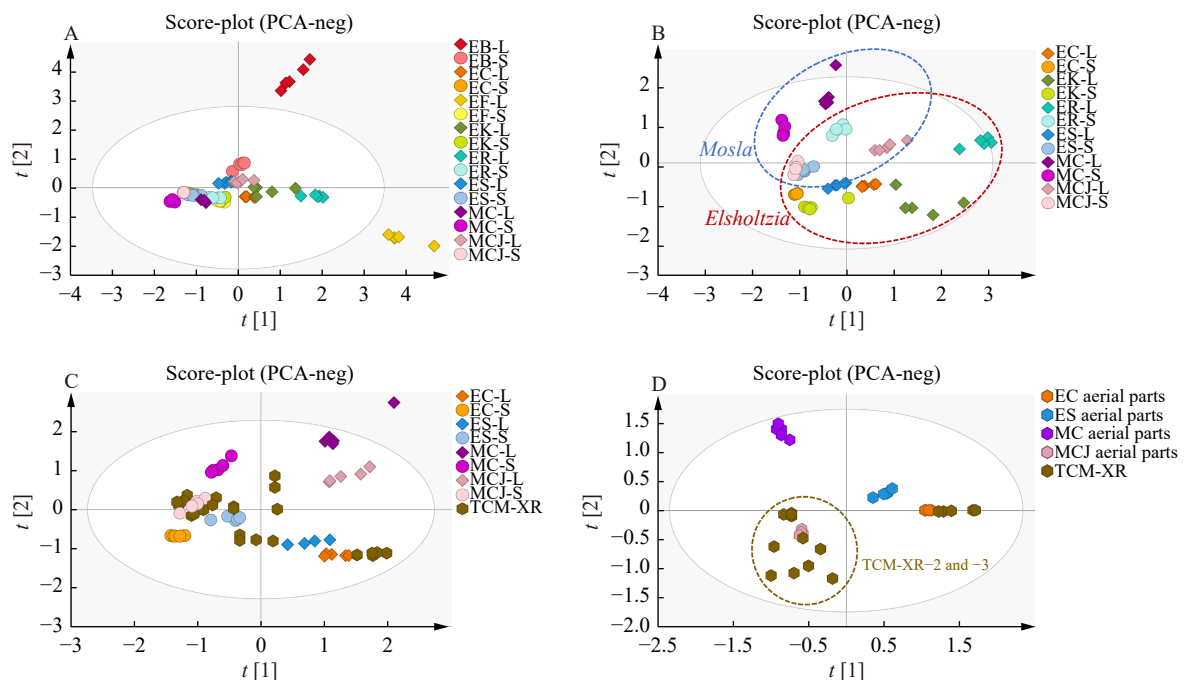 A
Score-plot (PCA-neg)
t [2]
4
3
2
1
0
−1
−2
−3
−4
−3
−2
−1
0
1
2
3
4
t [1]
EB-L
EB-S
EC-L
EC-S
EF-L
EF-S
EK-L
EK-S
ER-L
ER-S
ES-L
ES-S
MC-L
MC-S
MCJ-L
MCJ-S
B
Score-plot (PCA-neg)
t [2]
2
1
0
−1
−2
−3
−4
−3
−2
−1
0
1
2
3
t [1]
Mosla
Elsholtzia
EC-L
EC-S
EK-L
EK-S
ER-L
ER-S
ES-L
ES-S
MC-L
MC-S
MCJ-L
MCJ-S
C
Score-plot (PCA-neg)
t [2]
2
1
0
−1
−2
−3
−3
−2
−1
0
1
2
t [1]
EC-L
EC-S
ES-L
ES-S
MC-L
MC-S
MCJ-L
MCJ-S
TCM-XR
D
Score-plot (PCA-neg)
t [2]
1.5
1.0
0.5
0
−0.5
−1.0
−1.5
−2.0
−2.5
−1.5
−0.5
0.5
1.5
t [1]
TCM-XR−2 and −3
EC aerial parts
ES aerial parts
MC aerial parts
MCJ aerial parts
TCM-XR